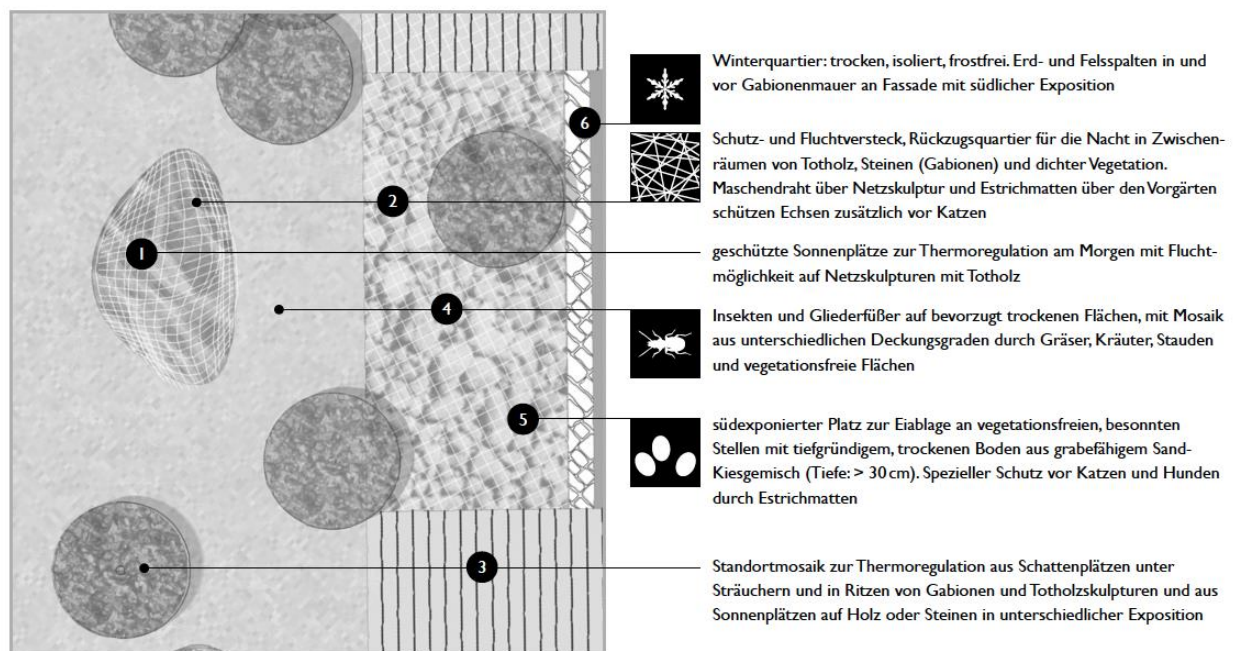 Winterquartier: trocken, isoliert, frostfrei. Erd- und Felsspalten in und
vor Gabionenmauer an Fassade mit südlicher Exposition
6
Schutz- und Fluchtversteck, Rückzugsquartier für die Nacht in Zwischen-
räumen von Totholz, Steinen (Gabionen) und dichter Vegetation.
Maschendraht über Netzskulptur und Estrichmatten über den Vorgärten
schützen Echsen zusätzlich vor Katzen
2
1
geschützte Sonnenplätze zur Thermoregulation am Morgen mit Flucht-
möglichkeit auf Netzskulpturen mit Totholz
4
Insekten und Gliederfüßer auf bevorzugt trockenen Flächen, mit Mosaik
aus unterschiedlichen Deckungsgraden durch Gräser, Kräuter, Stauden
und vegetationsfreie Flächen
5
südexponierter Platz zur Eiablage an vegetationsfreien, besonnten
Stellen mit tiefgründigem, trockenen Boden aus grabefähigem Sand-
Kiesgemisch (Tiefe: > 30 cm). Spezieller Schutz vor Katzen und Hunden
durch Estrichmatten
3
Standortmosaik zur Thermoregulation aus Schattenplätzen unter
Sträuchern und in Ritzen von Gabionen und Totholzskulpturen und aus
Sonnenplätzen auf Holz oder Steinen in unterschiedlicher Exposition